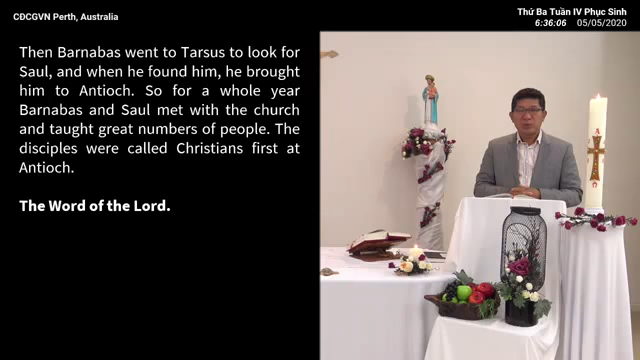 CĐCGVN Perth, Australia
Thứ Ba Tuần IV Phục Sinh
6:36:06 05/05/2020
Then Barnabas went to Tarsus to look for
Saul, and when he found him, he brought
him to Antioch. So for a whole year
Barnabas and Saul met with the church
and taught great numbers of people. The
disciples were called Christians first at
Antioch.
The Word of the Lord.